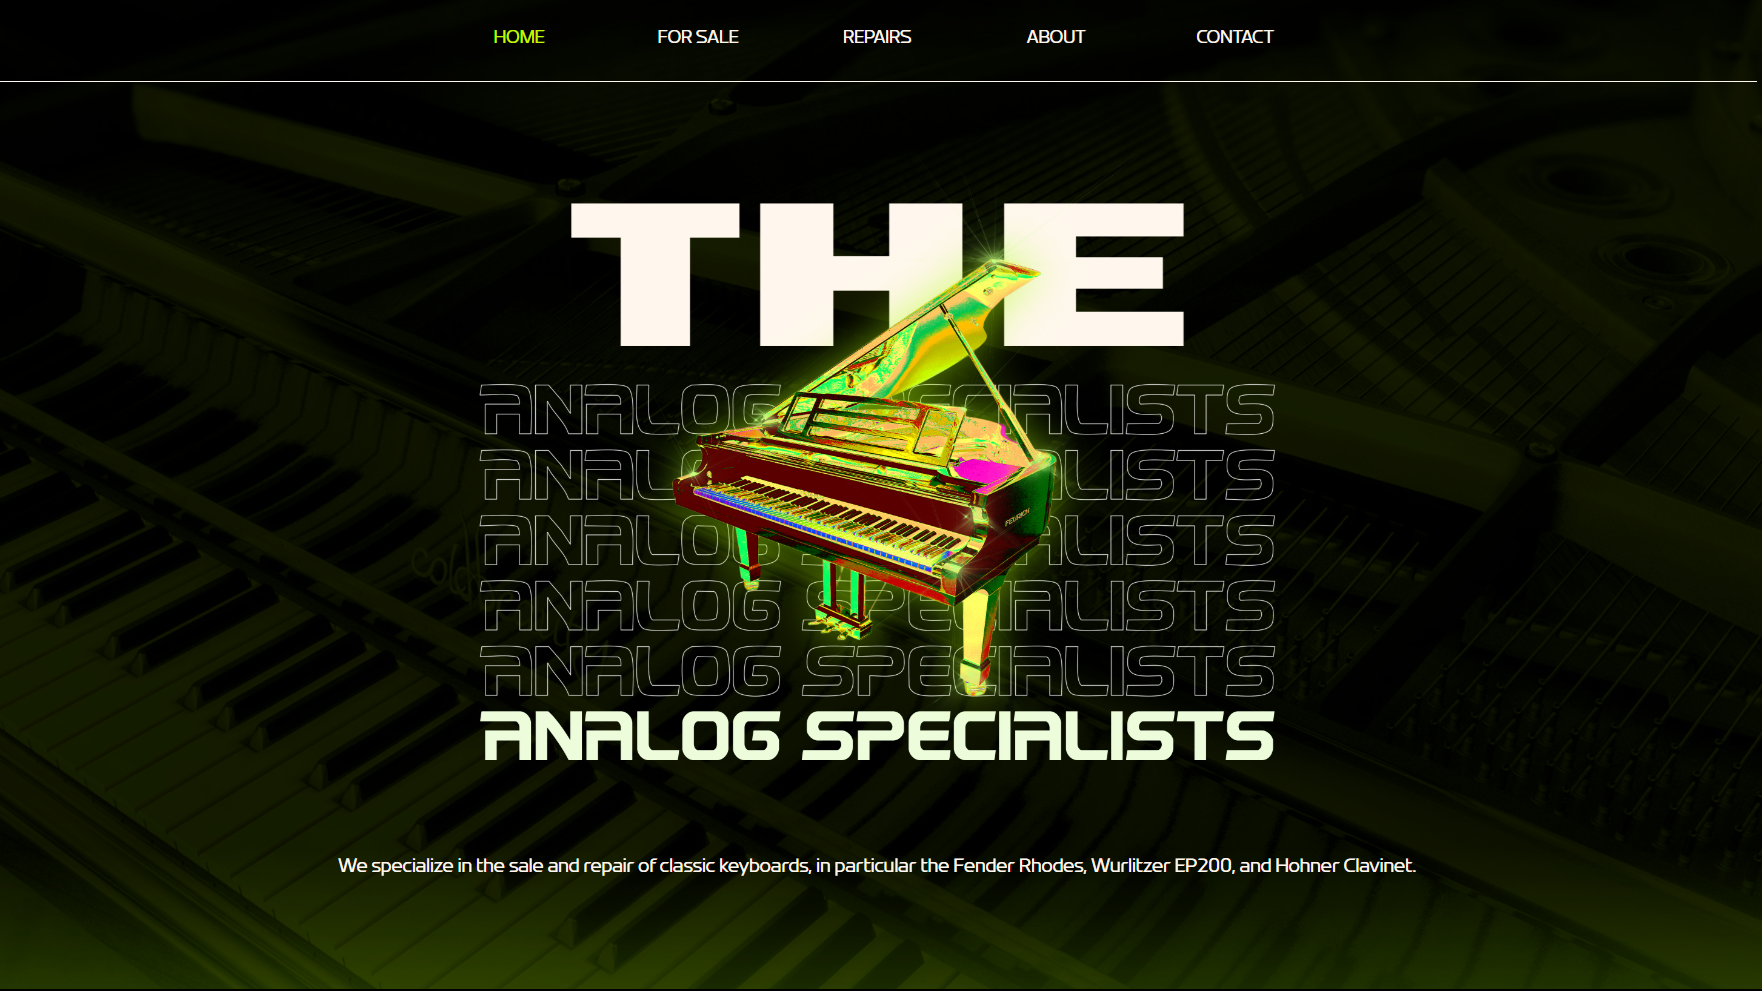 HOME FOR SALE REPAIRS ABOUT CONTACT
THE
ANALOG SPECIALISTS
ANALOG SPECIALISTS
ANALOG SPECIALISTS
ANALOG SPECIALISTS
ANALOG SPECIALISTS
ANALOG SPECIALISTS
FEURICH
We specialize in the sale and repair of classic keyboards, in particular the Fender Rhodes, Wurlitzer EP200, and Hohner Clavinet.